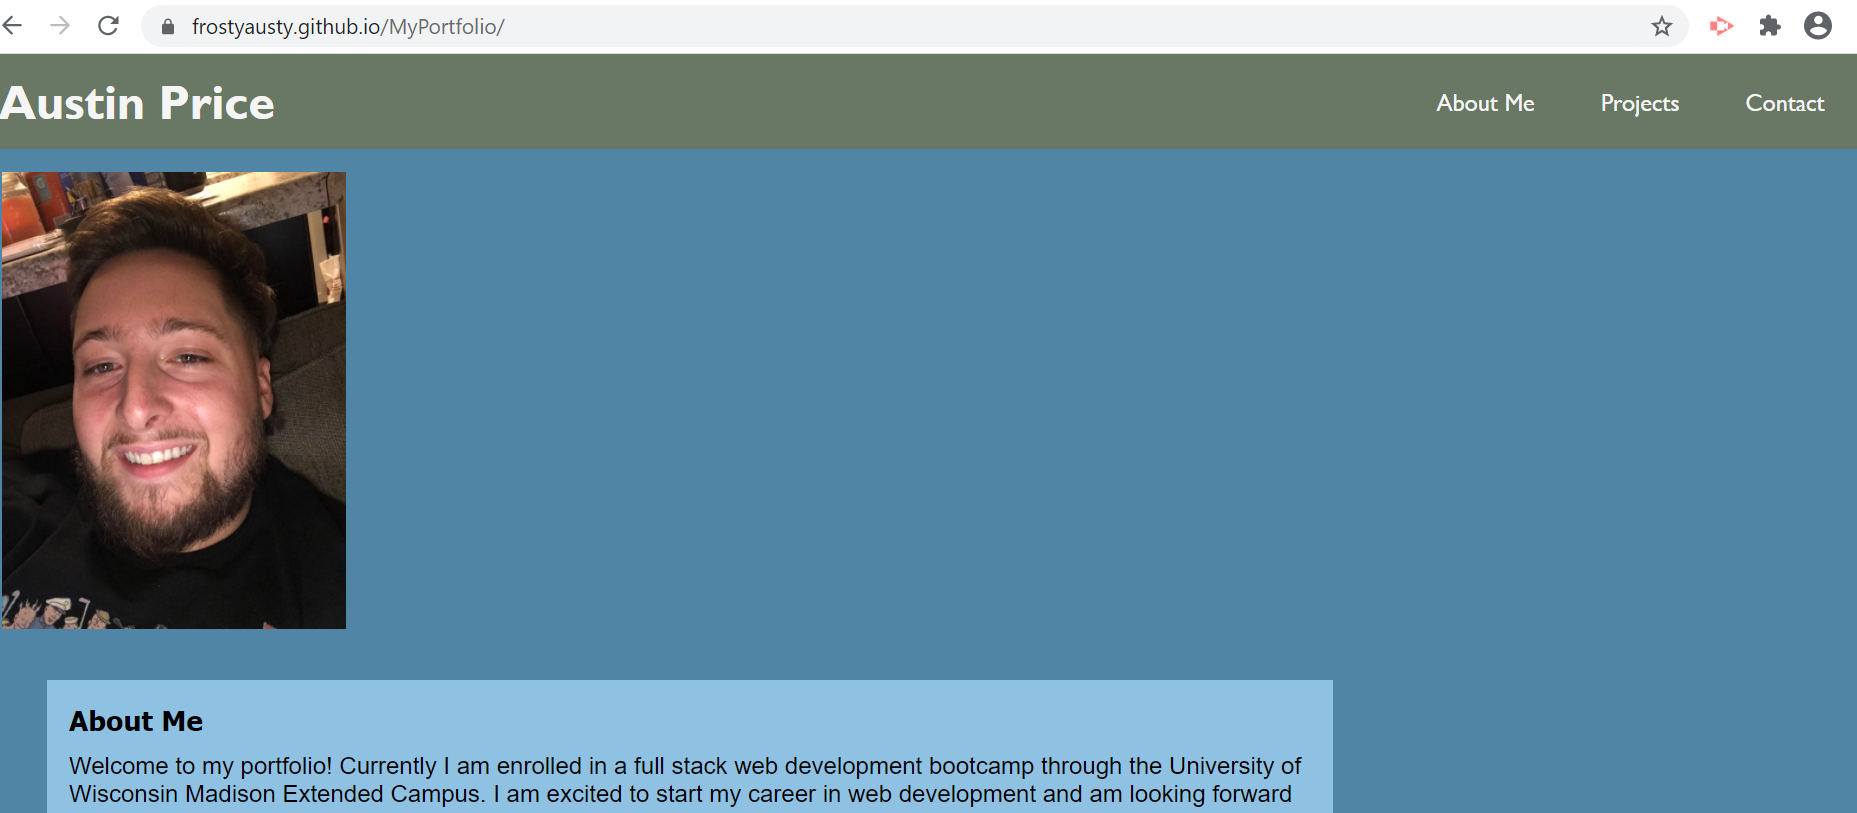 frostyausty.github.io/MyPortfolio/
Austin Price
About Me
Projects
Contact
About Me
Welcome to my portfolio! Currently I am enrolled in a full stack web development bootcamp through the University of
Wisconsin Madison Extended Campus. I am excited to start my career in web development and am looking forward